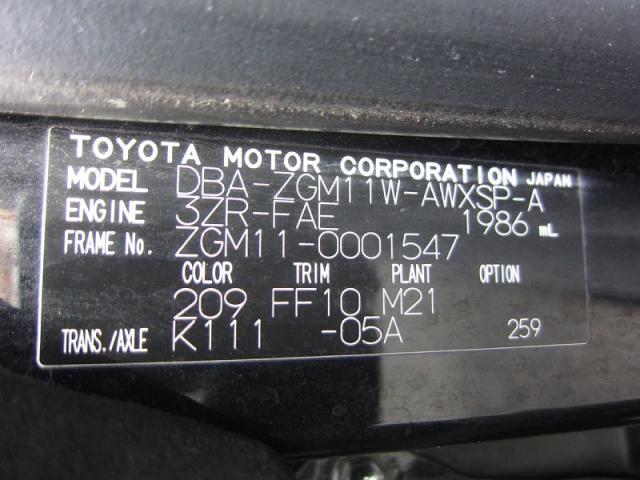 TOYOTA MOTOR CORPORATION JAPAN
MODEL DBA-ZGM11W-AWXSP-A
ENGINE 3ZR-FAE 1986 mL
FRAME No. ZGM11-0001547
COLOR TRIM PLANT OPTION
209 FF10 M21
TRANS./AXLE K111 -05A 259